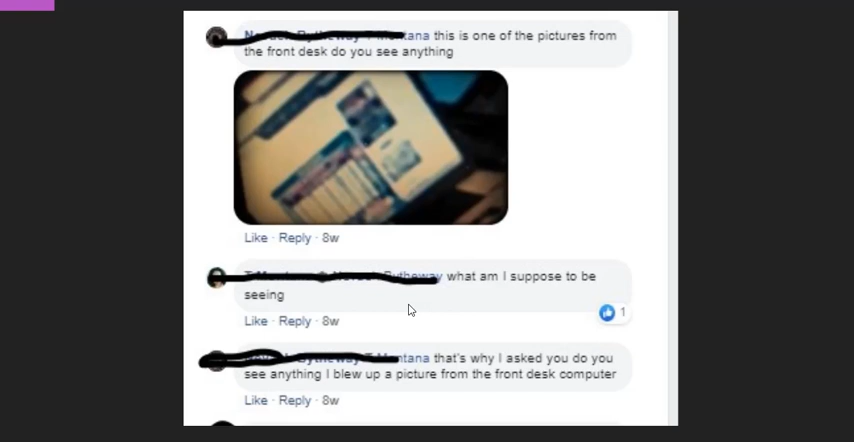 this is one of the pictures from
the front desk do you see anything
Like · Reply · 8w
what am I suppose to be
seeing
1
Like · Reply · 8w
that's why I asked you do you
see anything I blew up a picture from the front desk computer
Like · Reply · 8w